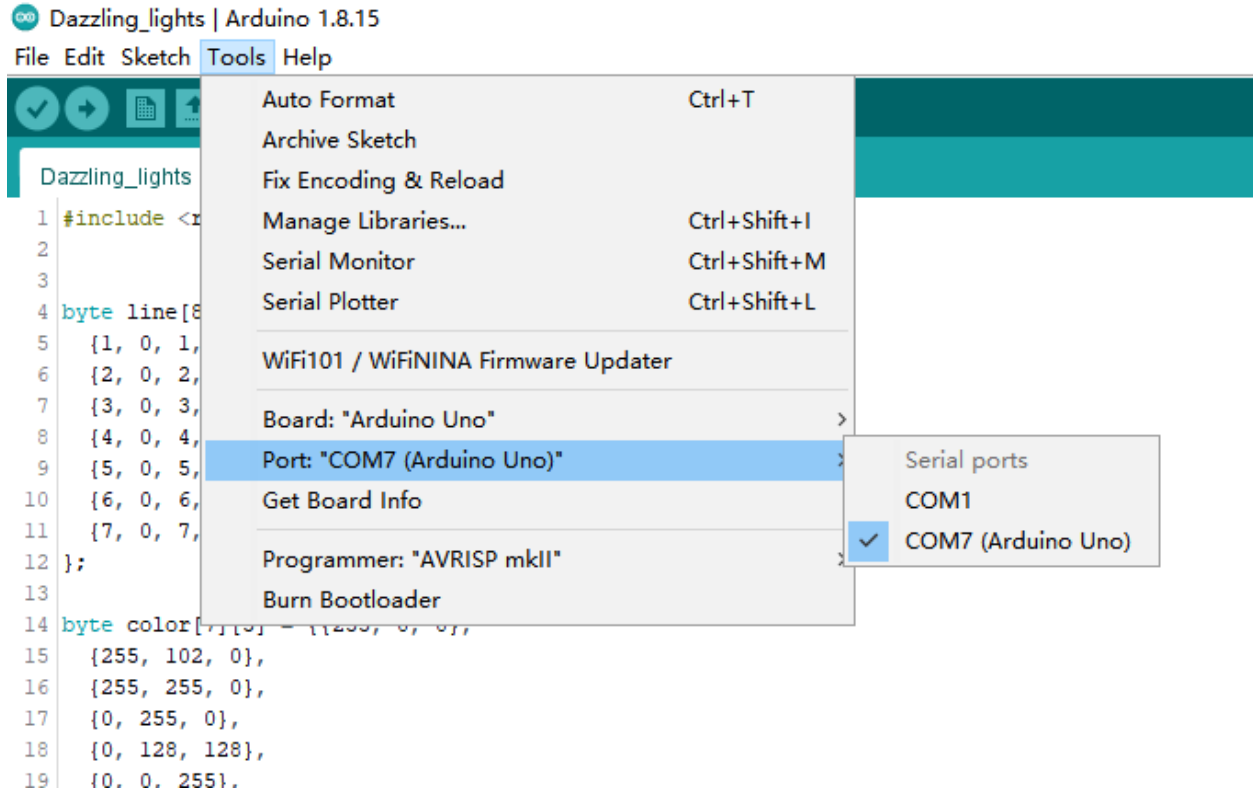 Dazzling_lights | Arduino 1.8.15
File Edit Sketch Tools Help
Auto Format Ctrl+T
Archive Sketch
Fix Encoding & Reload
Manage Libraries... Ctrl+Shift+I
Serial Monitor Ctrl+Shift+M
Serial Plotter Ctrl+Shift+L
WiFi101 / WiFiNINA Firmware Updater
Board: "Arduino Uno"
Port: "COM7 (Arduino Uno)"
Get Board Info
Programmer: "AVRISP mkII"
Burn Bootloader
Serial ports
COM1
COM7 (Arduino Uno)
Dazzling_lights
1 #include <r
2
3
4 byte line[8
5 {1, 0, 1,
6 {2, 0, 2,
7 {3, 0, 3,
8 {4, 0, 4,
9 {5, 0, 5,
10 {6, 0, 6,
11 {7, 0, 7,
12 };
13
14 byte color[7][3] = {{255, 0, 0},
15 {255, 102, 0},
16 {255, 255, 0},
17 {0, 255, 0},
18 {0, 128, 128},
19 {0, 0, 255},